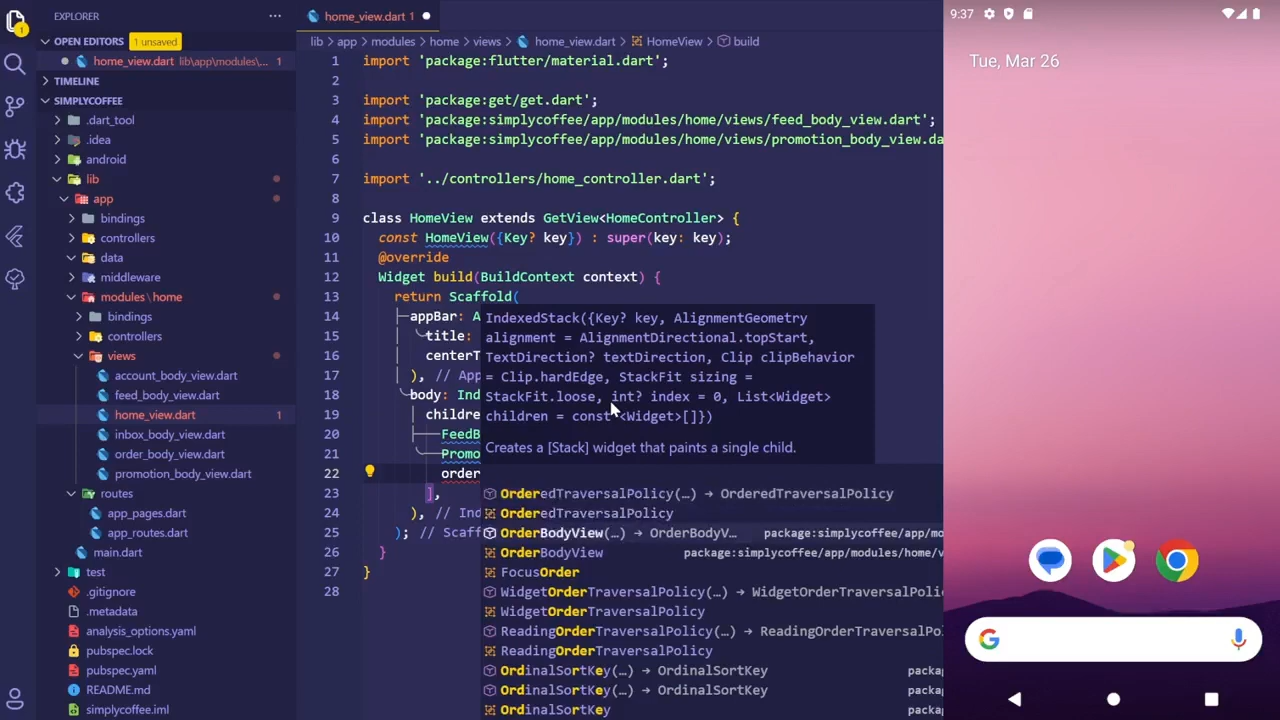 EXPLORER
OPEN EDITORS 1 unsaved
home_view.dart lib\app\modules\... 1
TIMELINE
SIMPLYCOFFEE
.dart_tool
.idea
android
lib
app
bindings
controllers
data
middleware
modules\home
bindings
controllers
views
account_body_view.dart
feed_body_view.dart
home_view.dart 1
inbox_body_view.dart
order_body_view.dart
promotion_body_view.dart
routes
app_pages.dart
app_routes.dart
main.dart
test
.gitignore
.metadata
analysis_options.yaml
pubspec.lock
pubspec.yaml
README.md
simplycoffee.iml
1
home_view.dart 1
lib > app > modules > home > views > home_view.dart > HomeView > build
1 import 'package:flutter/material.dart';
2
3 import 'package:get/get.dart';
4 import 'package:simplycoffee/app/modules/home/views/feed_body_view.dart';
5 import 'package:simplycoffee/app/modules/home/views/promotion_body_view.da
6
7 import '../controllers/home_controller.dart';
8
9 class HomeView extends GetView<HomeController> {
10 const HomeView({Key? key}) : super(key: key);
11 @override
12 Widget build(BuildContext context) {
13 return Scaffold(
14 appBar: A
15 title:
16 centerT
17 ), // App
18 body: Ind
19 childre
20 FeedB
21 Promo
22 order
23 ],
24 ), // Ind
25 ); // Scaff
26 }
27 }
28
IndexedStack({Key? key, AlignmentGeometry
alignment = AlignmentDirectional.topStart,
TextDirection? textDirection, Clip clipBehavior
= Clip.hardEdge, StackFit sizing =
StackFit.loose, int? index = 0, List<Widget>
children = const <Widget>[]})
Creates a [Stack] widget that paints a single child.
OrderedTraversalPolicy(…) → OrderedTraversalPolicy
OrderedTraversalPolicy
OrderBodyView(…) → OrderBodyV… package:simplycoffee/app/mo
OrderBodyView package:simplycoffee/app/modules/home/v
FocusOrder
WidgetOrderTraversalPolicy(…) → WidgetOrderTraversalPolic
WidgetOrderTraversalPolicy
ReadingOrderTraversalPolicy(…) → ReadingOrderTraversalPol
ReadingOrderTraversalPolicy
OrdinalSortKey(…) → OrdinalSortKey packag
OrdinalSortKey(…) → OrdinalSortKey packag
OrdinalSortKey packag
9:37
Tue, Mar 26